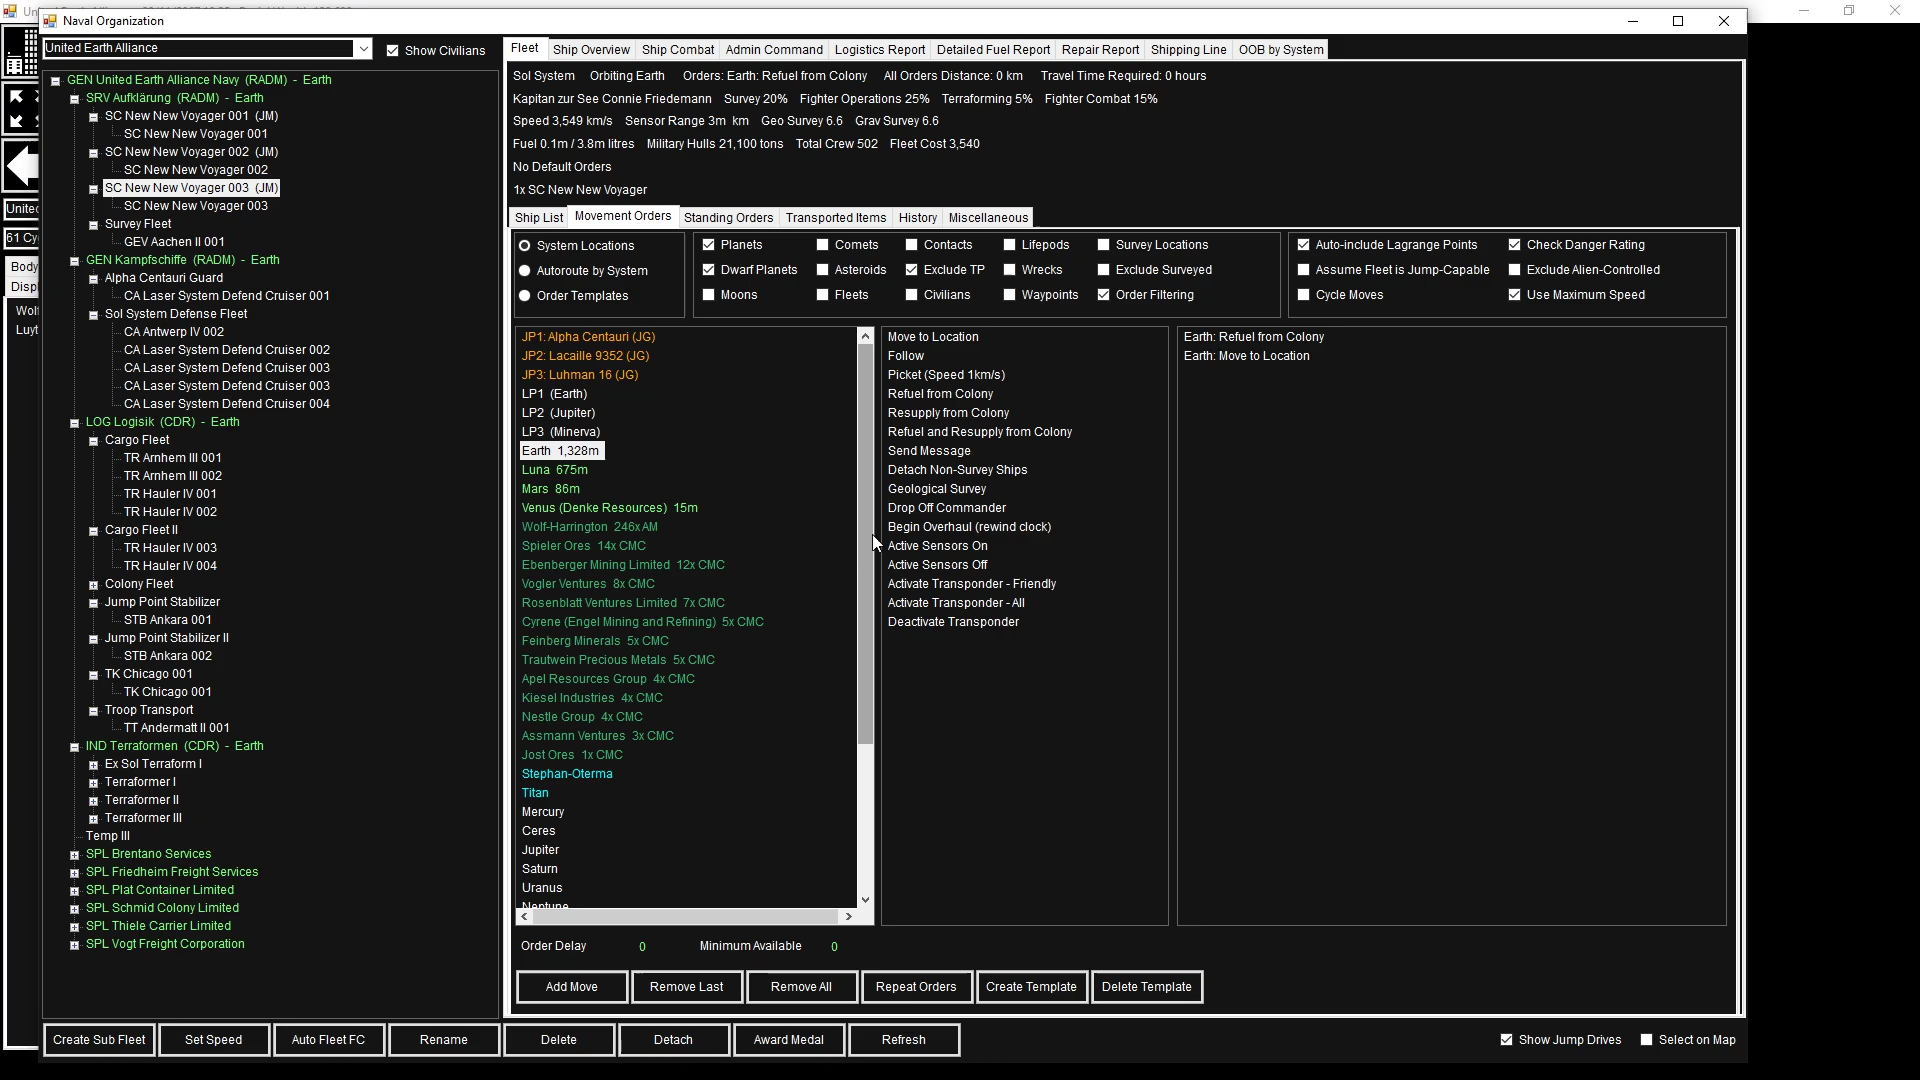 Naval Organization
United Earth Alliance
Show Civilians
GEN United Earth Alliance Navy (RADM) - Earth
SRV Aufklärung (RADM) - Earth
SC New New Voyager 001 (JM)
SC New New Voyager 001
SC New New Voyager 002 (JM)
SC New New Voyager 002
SC New New Voyager 003 (JM)
SC New New Voyager 003
Survey Fleet
GEV Aachen II 001
GEN Kampfschiffe (RADM) - Earth
Alpha Centauri Guard
CA Laser System Defend Cruiser 001
Sol System Defense Fleet
CA Antwerp IV 002
CA Laser System Defend Cruiser 002
CA Laser System Defend Cruiser 003
CA Laser System Defend Cruiser 003
CA Laser System Defend Cruiser 004
LOG Logisik (CDR) - Earth
Cargo Fleet
TR Arnhem III 001
TR Arnhem III 002
TR Hauler IV 001
TR Hauler IV 002
Cargo Fleet II
TR Hauler IV 003
TR Hauler IV 004
Colony Fleet
Jump Point Stabilizer
STB Ankara 001
Jump Point Stabilizer II
STB Ankara 002
TK Chicago 001
TK Chicago 001
Troop Transport
TT Andermatt II 001
IND Terraformen (CDR) - Earth
Ex Sol Terraform I
Terraformer I
Terraformer II
Terraformer III
Temp III
SPL Brentano Services
SPL Friedheim Freight Services
SPL Plat Container Limited
SPL Schmid Colony Limited
SPL Thiele Carrier Limited
SPL Vogt Freight Corporation
Fleet Ship Overview Ship Combat Admin Command Logistics Report Detailed Fuel Report Repair Report Shipping Line OOB by System
Sol System Orbiting Earth Orders: Earth: Refuel from Colony All Orders Distance: 0 km Travel Time Required: 0 hours
Kapitan zur See Connie Friedemann Survey 20% Fighter Operations 25% Terraforming 5% Fighter Combat 15%
Speed 3,549 km/s Sensor Range 3m km Geo Survey 6.6 Grav Survey 6.6
Fuel 0.1m / 3.8m litres Military Hulls 21,100 tons Total Crew 502 Fleet Cost 3,540
No Default Orders
1x SC New New Voyager
Ship List Movement Orders Standing Orders Transported Items History Miscellaneous
System Locations
Autoroute by System
Order Templates
Planets Comets Contacts Lifepods Survey Locations
Dwarf Planets Asteroids Exclude TP Wrecks Exclude Surveyed
Moons Fleets Civilians Waypoints Order Filtering
Auto-include Lagrange Points Check Danger Rating
Assume Fleet is Jump-Capable Exclude Alien-Controlled
Cycle Moves Use Maximum Speed
JP1: Alpha Centauri (JG)
JP2: Lacaille 9352 (JG)
JP3: Luhman 16 (JG)
LP1 (Earth)
LP2 (Jupiter)
LP3 (Minerva)
Earth 1,328m
Luna 675m
Mars 86m
Venus (Denke Resources) 15m
Wolf-Harrington 246x AM
Spieler Ores 14x CMC
Ebenberger Mining Limited 12x CMC
Vogler Ventures 8x CMC
Rosenblatt Ventures Limited 7x CMC
Cyrene (Engel Mining and Refining) 5x CMC
Feinberg Minerals 5x CMC
Trautwein Precious Metals 5x CMC
Apel Resources Group 4x CMC
Kiesel Industries 4x CMC
Nestle Group 4x CMC
Assmann Ventures 3x CMC
Jost Ores 1x CMC
Stephan-Oterma
Titan
Mercury
Ceres
Jupiter
Saturn
Uranus
Neptune
Move to Location
Follow
Picket (Speed 1km/s)
Refuel from Colony
Resupply from Colony
Refuel and Resupply from Colony
Send Message
Detach Non-Survey Ships
Geological Survey
Drop Off Commander
Begin Overhaul (rewind clock)
Active Sensors On
Active Sensors Off
Activate Transponder - Friendly
Activate Transponder - All
Deactivate Transponder
Earth: Refuel from Colony
Earth: Move to Location
Order Delay 0 Minimum Available 0
Add Move Remove Last Remove All Repeat Orders Create Template Delete Template
Create Sub Fleet Set Speed Auto Fleet FC Rename Delete Detach Award Medal Refresh
Show Jump Drives Select on Map